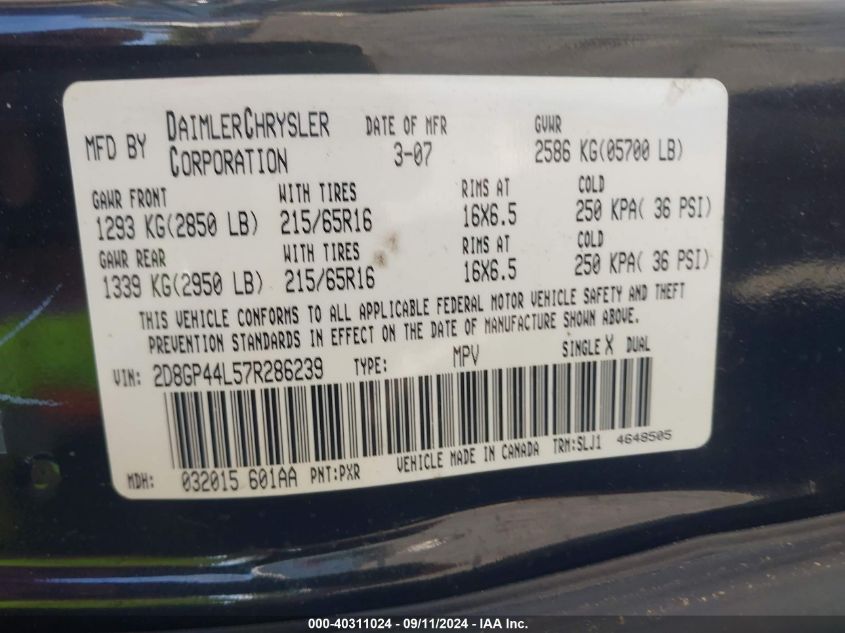 MFD BY DAIMLERCHRYSLER CORPORATION DATE OF MFR 3-07 GVWR 2586 KG(05700 LB)
GAWR FRONT WITH TIRES RIMS AT COLD
1293 KG(2850 LB) 215/65R16 16X6.5 250 KPA( 36 PSI)
GAWR REAR WITH TIRES RIMS AT COLD
1339 KG(2950 LB) 215/65R16 16X6.5 250 KPA( 36 PSI)
THIS VEHICLE CONFORMS TO ALL APPLICABLE FEDERAL MOTOR VEHICLE SAFETY AND THEFT
PREVENTION STANDARDS IN EFFECT ON THE DATE OF MANUFACTURE SHOWN ABOVE.
VIN: 2D8GP44L57R286239 TYPE: MPV SINGLE X DUAL
MDH: 032015 601AA PNT:PXR VEHICLE MADE IN CANADA TRM:SLJ1 4648505
000-40311024 - 09/11/2024 - IAA Inc.